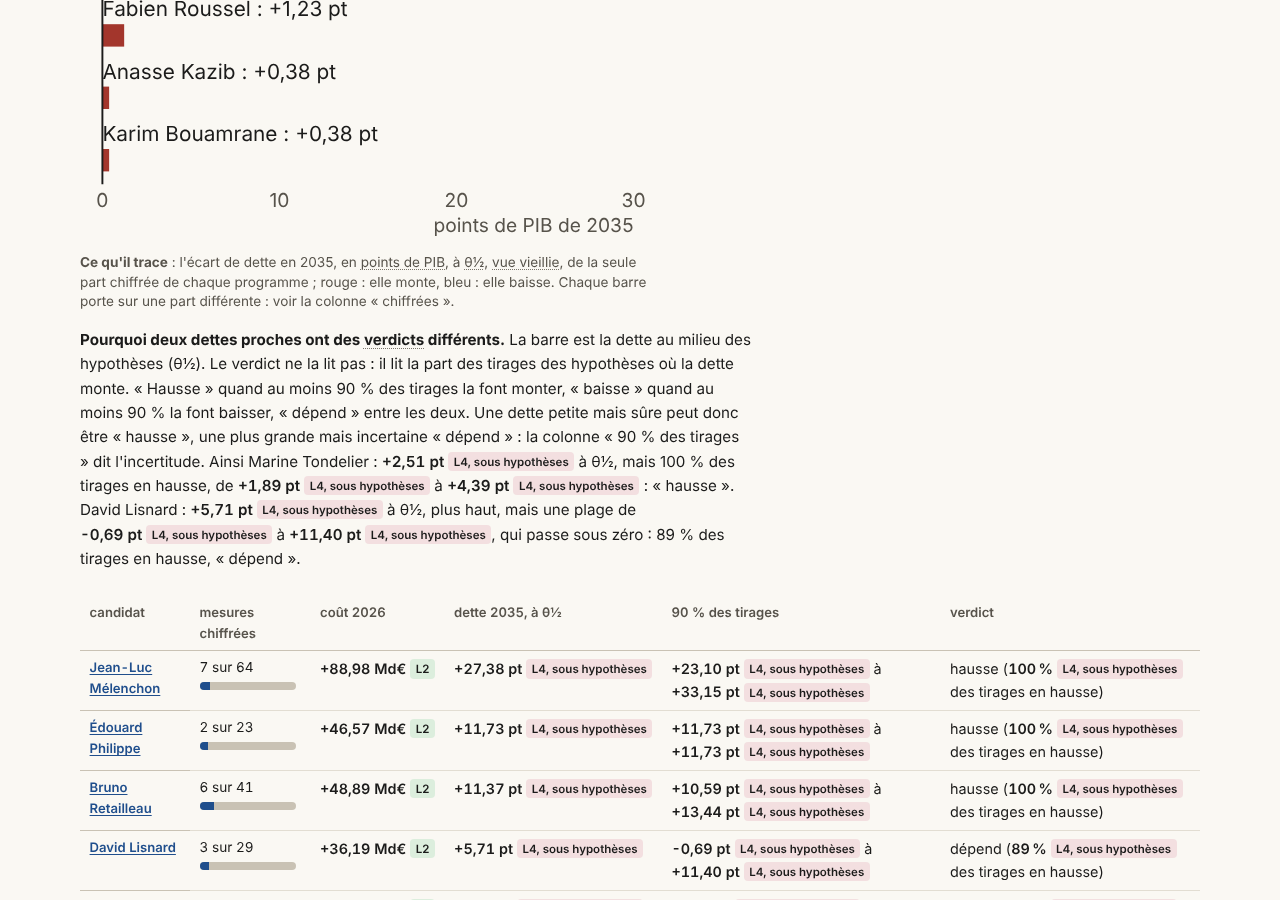 Fabien Roussel : +1,23 pt
Anasse Kazib : +0,38 pt
Karim Bouamrane : +0,38 pt
0 10 20 30
points de PIB de 2035
Ce qu'il trace : l'écart de dette en 2035, en points de PIB, à θ½, vue vieillie, de la seule
part chiffrée de chaque programme ; rouge : elle monte, bleu : elle baisse. Chaque barre
porte sur une part différente : voir la colonne « chiffrées ».
Pourquoi deux dettes proches ont des verdicts différents. La barre est la dette au milieu des
hypothèses (θ½). Le verdict ne la lit pas : il lit la part des tirages des hypothèses où la dette
monte. « Hausse » quand au moins 90 % des tirages la font monter, « baisse » quand au
moins 90 % la font baisser, « dépend » entre les deux. Une dette petite mais sûre peut donc
être « hausse », une plus grande mais incertaine « dépend » : la colonne « 90 % des tirages
» dit l'incertitude. Ainsi Marine Tondelier : +2,51 pt L4, sous hypothèses à θ½, mais 100 % des
tirages en hausse, de +1,89 pt L4, sous hypothèses à +4,39 pt L4, sous hypothèses : « hausse ».
David Lisnard : +5,71 pt L4, sous hypothèses à θ½, plus haut, mais une plage de
-0,69 pt L4, sous hypothèses à +11,40 pt L4, sous hypothèses, qui passe sous zéro : 89 % des
tirages en hausse, « dépend ».
candidat mesures chiffrées coût 2026 dette 2035, à θ½ 90 % des tirages verdict
Jean-Luc Mélenchon 7 sur 64 +88,98 Md€ L2 +27,38 pt L4, sous hypothèses +23,10 pt L4, sous hypothèses à +33,15 pt L4, sous hypothèses hausse (100 % L4, sous hypothèses des tirages en hausse)
Édouard Philippe 2 sur 23 +46,57 Md€ L2 +11,73 pt L4, sous hypothèses +11,73 pt L4, sous hypothèses à +11,73 pt L4, sous hypothèses hausse (100 % L4, sous hypothèses des tirages en hausse)
Bruno Retailleau 6 sur 41 +48,89 Md€ L2 +11,37 pt L4, sous hypothèses +10,59 pt L4, sous hypothèses à +13,44 pt L4, sous hypothèses hausse (100 % L4, sous hypothèses des tirages en hausse)
David Lisnard 3 sur 29 +36,19 Md€ L2 +5,71 pt L4, sous hypothèses -0,69 pt L4, sous hypothèses à +11,40 pt L4, sous hypothèses dépend (89 % L4, sous hypothèses des tirages en hausse)